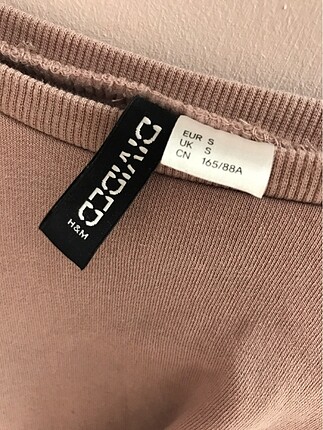 DIVIDED
H&M
EUR S
UK S
CN 165/88A